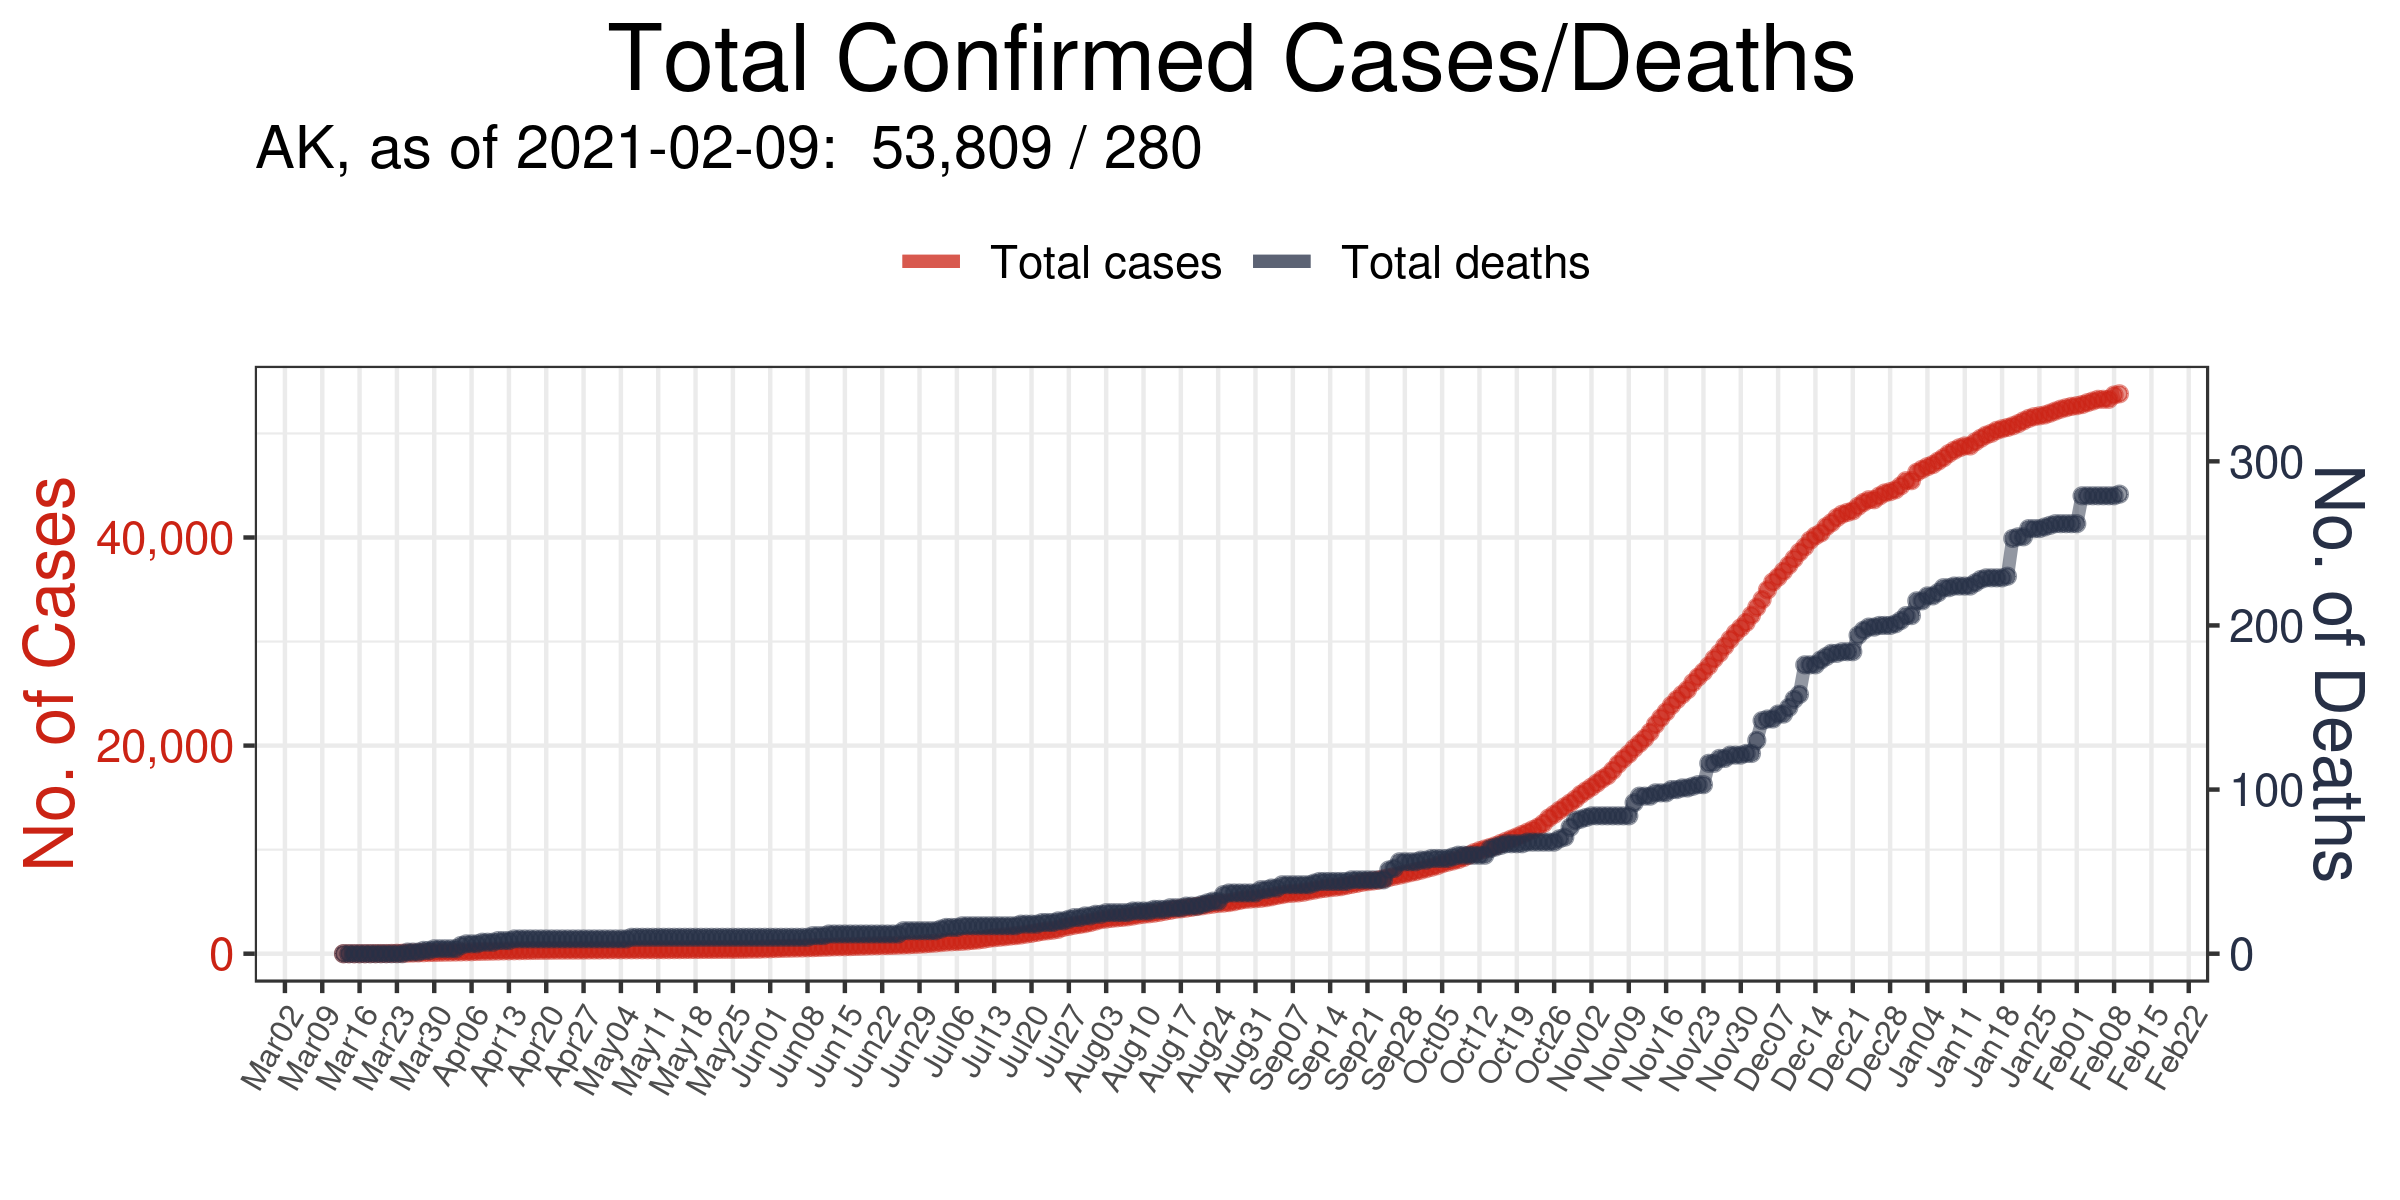 Total Confirmed Cases/Deaths
AK, as of 2021-02-09:  53,809 / 280
Total cases
Total deaths
No. of Cases
40,000
20,000
0
300
200
100
0
No. of Deaths
Mar02
Mar09
Mar16
Mar23
Mar30
Apr06
Apr13
Apr20
Apr27
May04
May11
May18
May25
Jun01
Jun08
Jun15
Jun22
Jun29
Jul06
Jul13
Jul20
Jul27
Aug03
Aug10
Aug17
Aug24
Aug31
Sep07
Sep14
Sep21
Sep28
Oct05
Oct12
Oct19
Oct26
Nov02
Nov09
Nov16
Nov23
Nov30
Dec07
Dec14
Dec21
Dec28
Jan04
Jan11
Jan18
Jan25
Feb01
Feb08
Feb15
Feb22